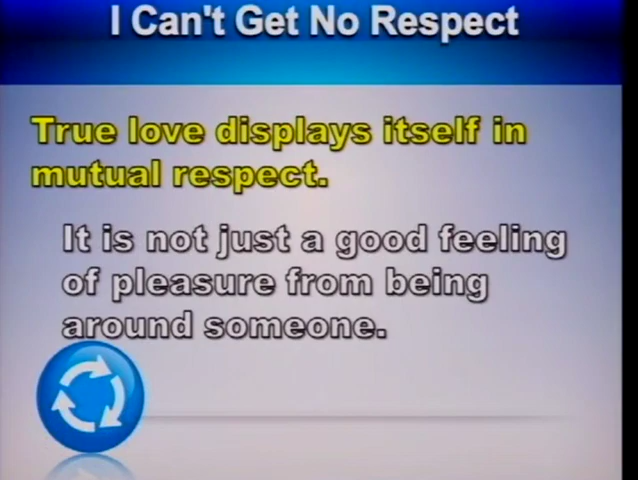 I Can't Get No Respect
True love displays itself in
mutual respect.
It is not just a good feeling
of pleasure from being
around someone.